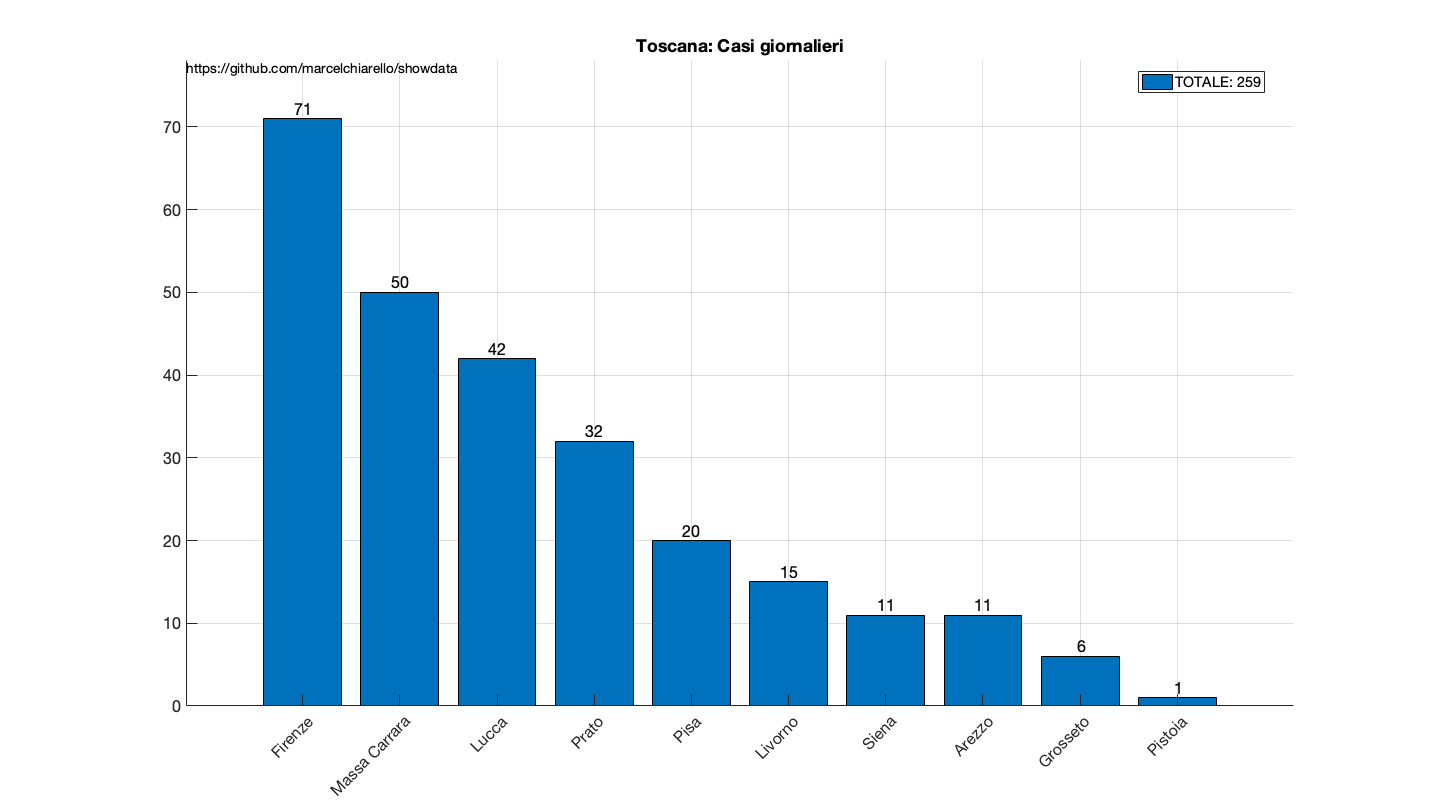 Toscana: Casi giornalieri
https://github.com/marcelchiarello/showdata
TOTALE: 259
71
50
42
32
20
15
11
11
6
1
70
60
50
40
30
20
10
0
Firenze
Massa Carrara
Lucca
Prato
Pisa
Livorno
Siena
Arezzo
Grosseto
Pistoia